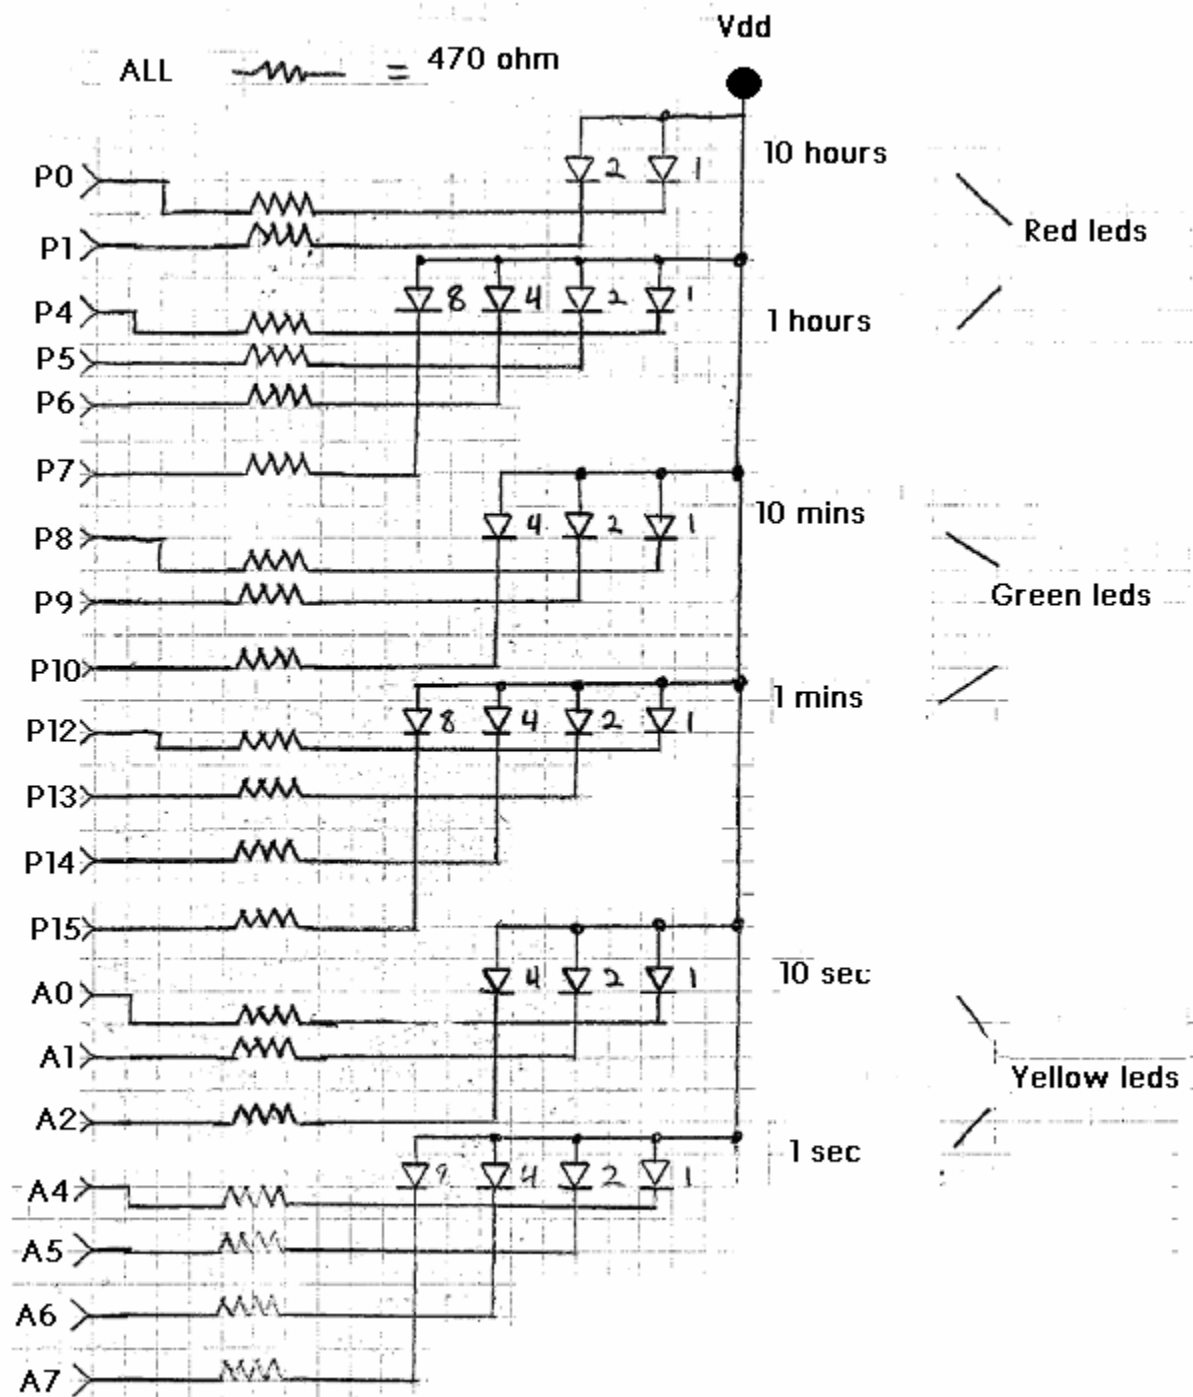 Vdd
ALL = 470 ohm
10 hours
2 1
P0
P1
Red leds
P4
8 4 2 1
1 hours
P5
P6
P7
10 mins
4 2 1
P8
P9
Green leds
P10
1 mins
8 4 2 1
P12
P13
P14
P15
10 sec
4 2 1
A0
A1
Yellow leds
A2
1 sec
4 2 1
A4
A5
A6
A7